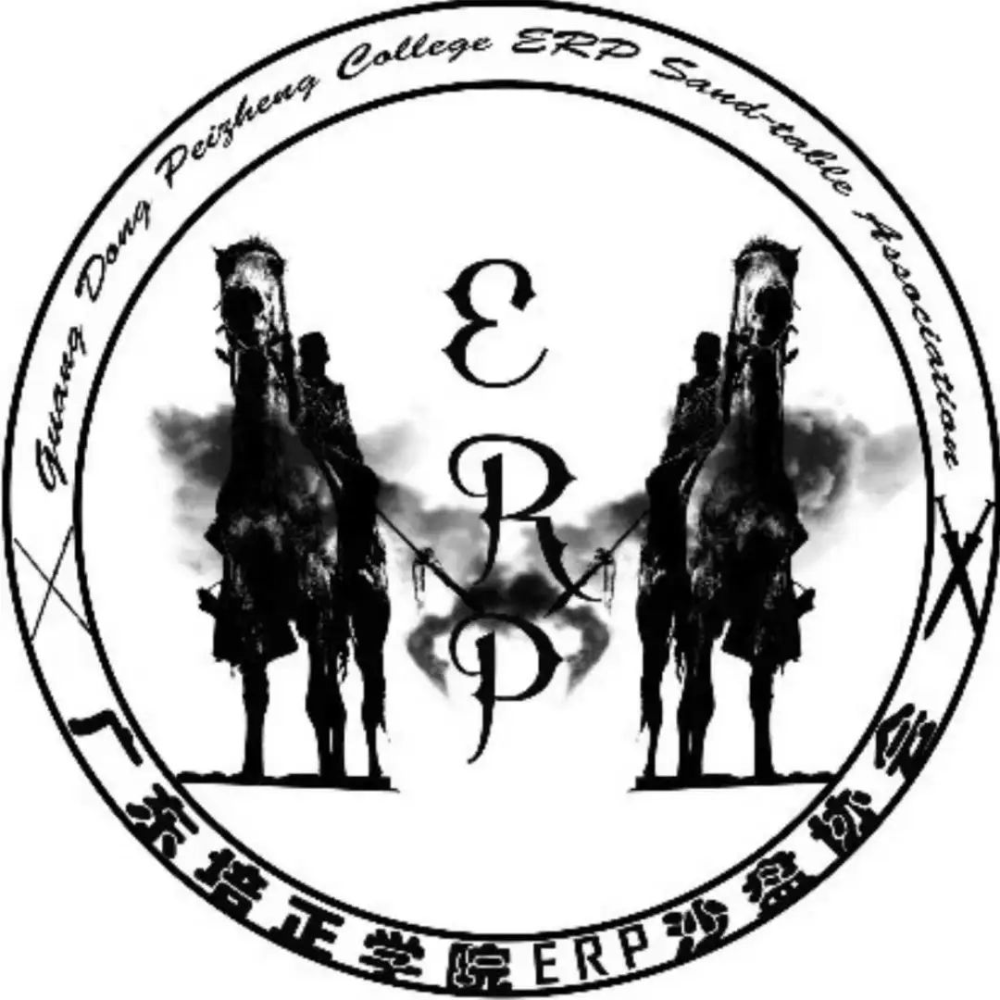 Guang Dong Peizheng College ERP Sand-table Association
E
R
P
广东培正学院ERP沙盘协会